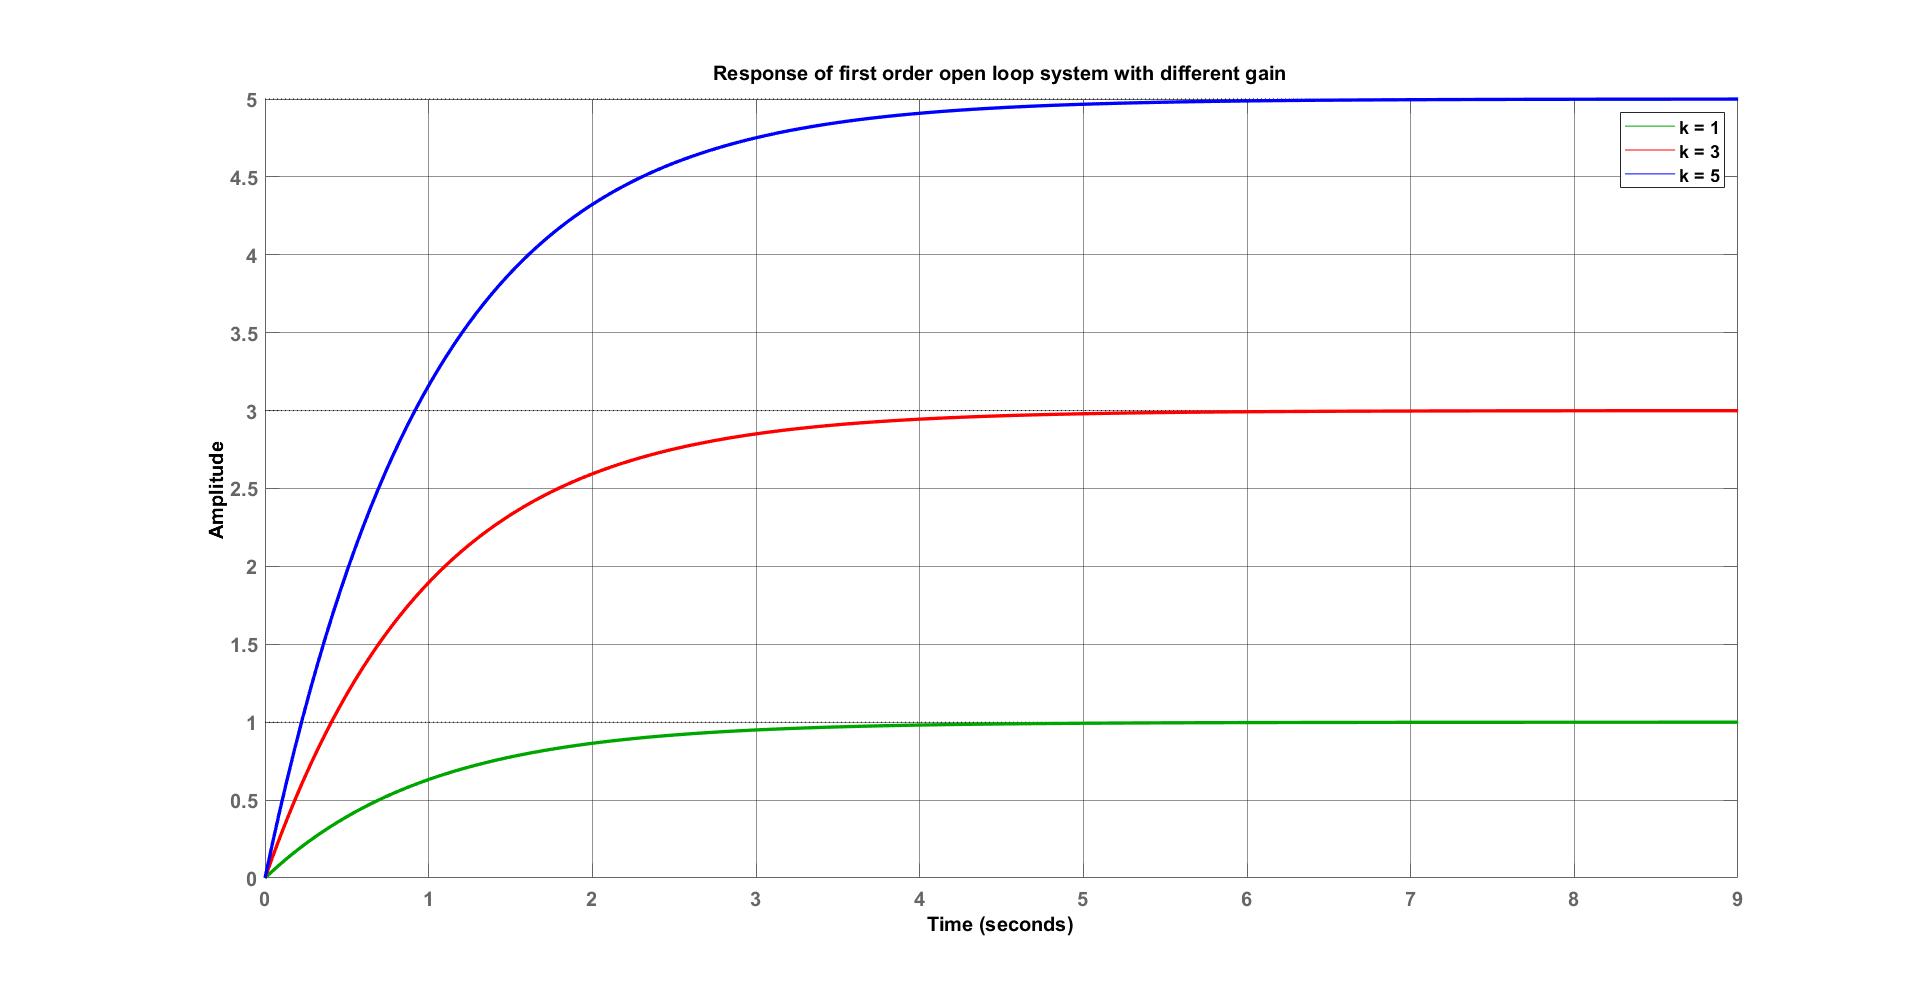 Response of first order open loop system with different gain
5
4.5
4
3.5
3
2.5
2
1.5
1
0.5
0
Amplitude
k = 1
k = 3
k = 5
0 1 2 3 4 5 6 7 8 9
Time (seconds)